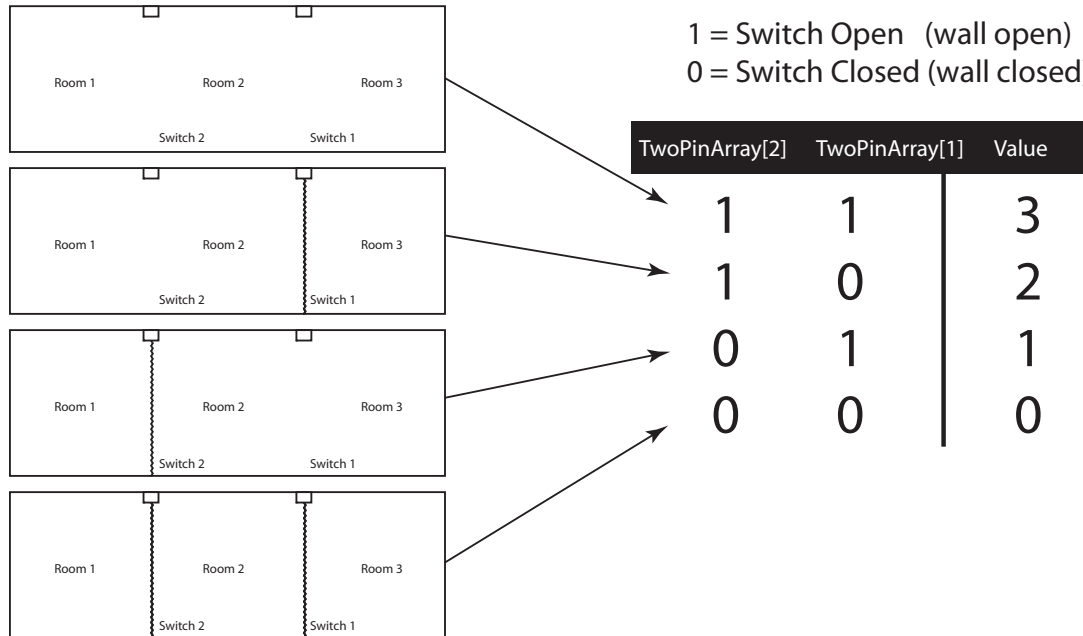 Room 1 Room 2 Room 3
Switch 2 Switch 1
Room 1 Room 2 Room 3
Switch 2 Switch 1
Room 1 Room 2 Room 3
Switch 2 Switch 1
Room 1 Room 2 Room 3
Switch 2 Switch 1
1 = Switch Open (wall open)
0 = Switch Closed (wall closed
TwoPinArray[2] TwoPinArray[1] Value
1 1 3
1 0 2
0 1 1
0 0 0